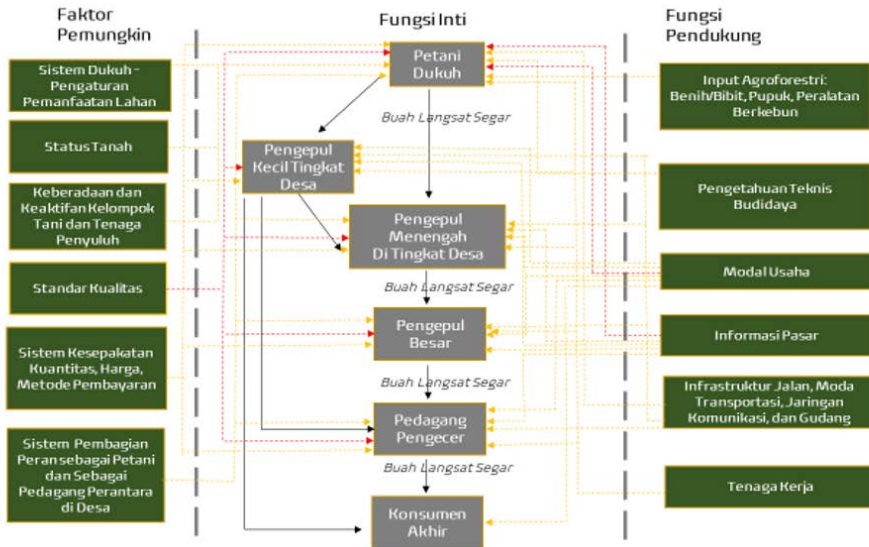 Faktor
Pemungkin
Sistem Dukuh -
Pengaturan
Pemanfaatan Lahan
Status Tanah
Keberadaan dan
Keaktifan Kelompok
Tani dan Tenaga
Penyuluh
Standar Kualitas
Sistem Kesepakatan
Kuantitas, Harga,
Metode Pembayaran
Sistem Pembagian
Peran sebagai Petani
dan Sebagai
Pedagang Perantara
di Desa
Fungsi Inti
Petani
Dukuh
Buah Langsat Segar
Pengepul
Kecil Tingkat
Desa
Pengepul
Menengah
Di Tingkat Desa
Buah Langsat Segar
Pengepul
Besar
Buah Langsat Segar
Pedagang
Pengecer
Buah Langsat Segar
Konsumen
Akhir
Fungsi
Pendukung
Input Agroforestri:
Benih/Bibit, Pupuk, Peralatan
Berkebun
Pengetahuan Teknis
Budidaya
Modal Usaha
Informasi Pasar
Infrastruktur Jalan, Moda
Transportasi, Jaringan
Komunikasi, dan Gudang
Tenaga Kerja